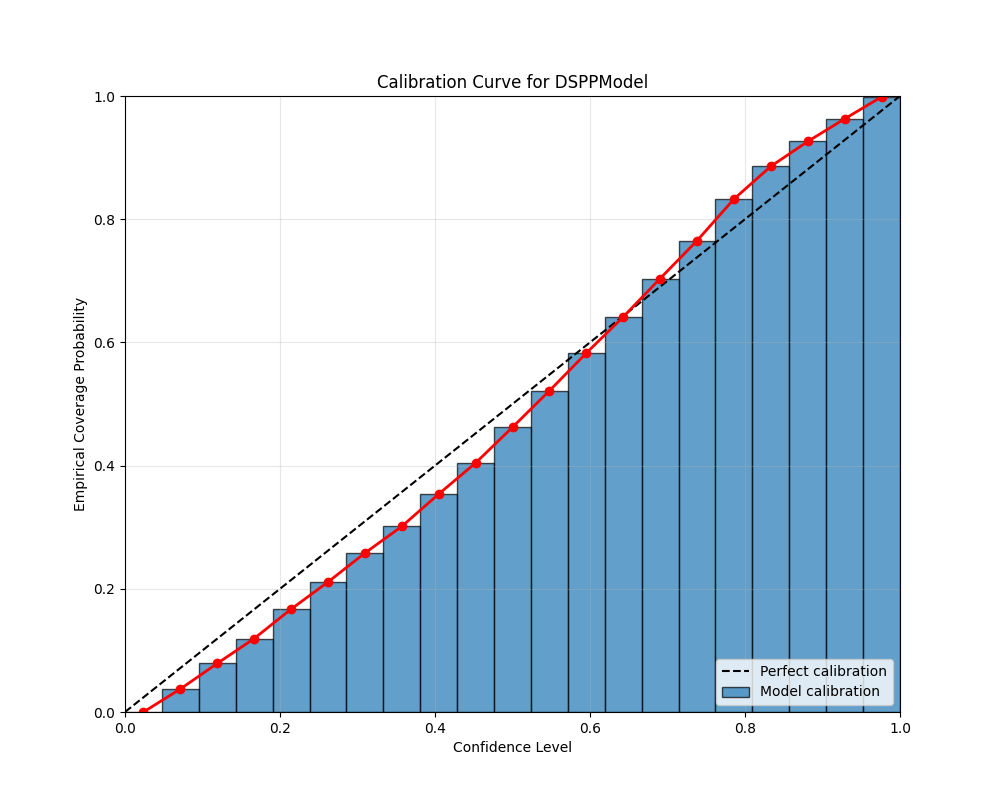 Calibration Curve for DSPPModel
Empirical Coverage Probability
1.0
0.8
0.6
0.4
0.2
0.0
0.0 0.2 0.4 0.6 0.8 1.0
Confidence Level
Perfect calibration
Model calibration